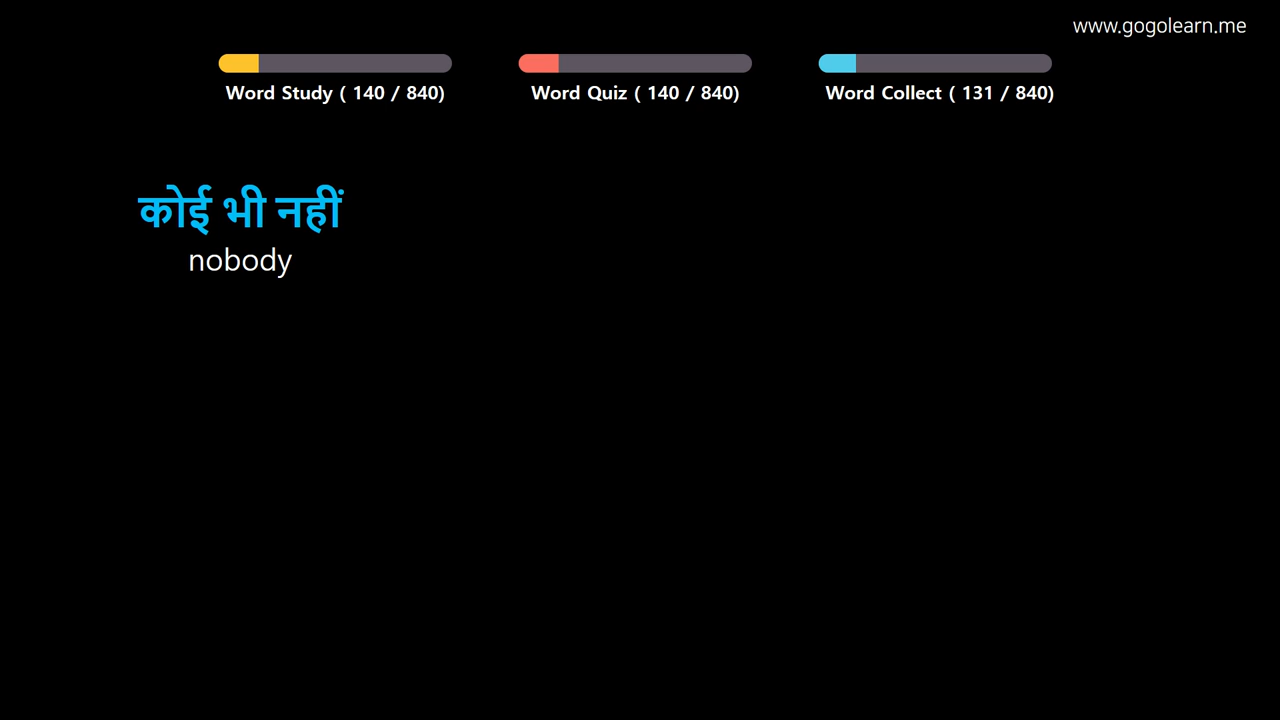 www.gogolearn.me
Word Study ( 140 / 840)
Word Quiz ( 140 / 840)
Word Collect ( 131 / 840)
कोई भी नहीं
nobody